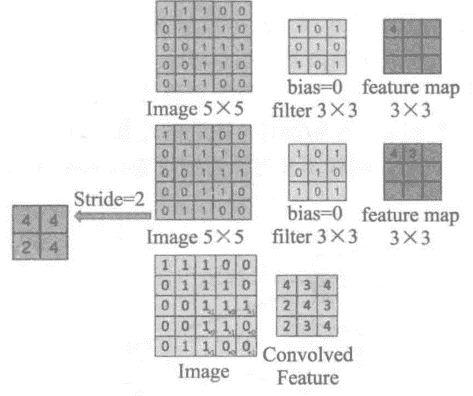 1 1 1 0 0
0 1 1 1 0
0 0 1 1 1
0 0 1 1 0
0 1 1 0 0
Image 5×5
1 0 1
0 1 0
1 0 1
bias=0
filter 3×3
4
feature map
3×3
Stride=2
4 4
2 4
1 1 1 0 0
0 1 1 1 0
0 0 1 1 1
0 0 1 1 0
0 1 1 0 0
Image 5×5
1 0 1
0 1 0
1 0 1
bias=0
filter 3×3
4 3
feature map
3×3
1 1 1 0 0
0 1 1 1 0
0 0 1 1 1
0 0 1 1 0
0 1 1 0 0
Image
4 3 4
2 4 3
2 3 4
Convolved
Feature